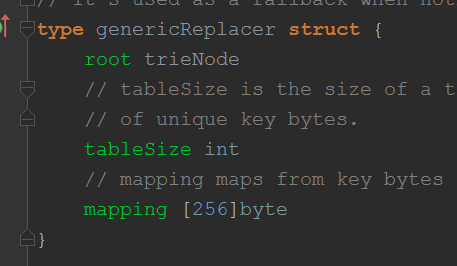 // it's used as a fallback when not
type genericReplacer struct {
root trieNode
// tableSize is the size of a t
// of unique key bytes.
tableSize int
// mapping maps from key bytes
mapping [256]byte
}